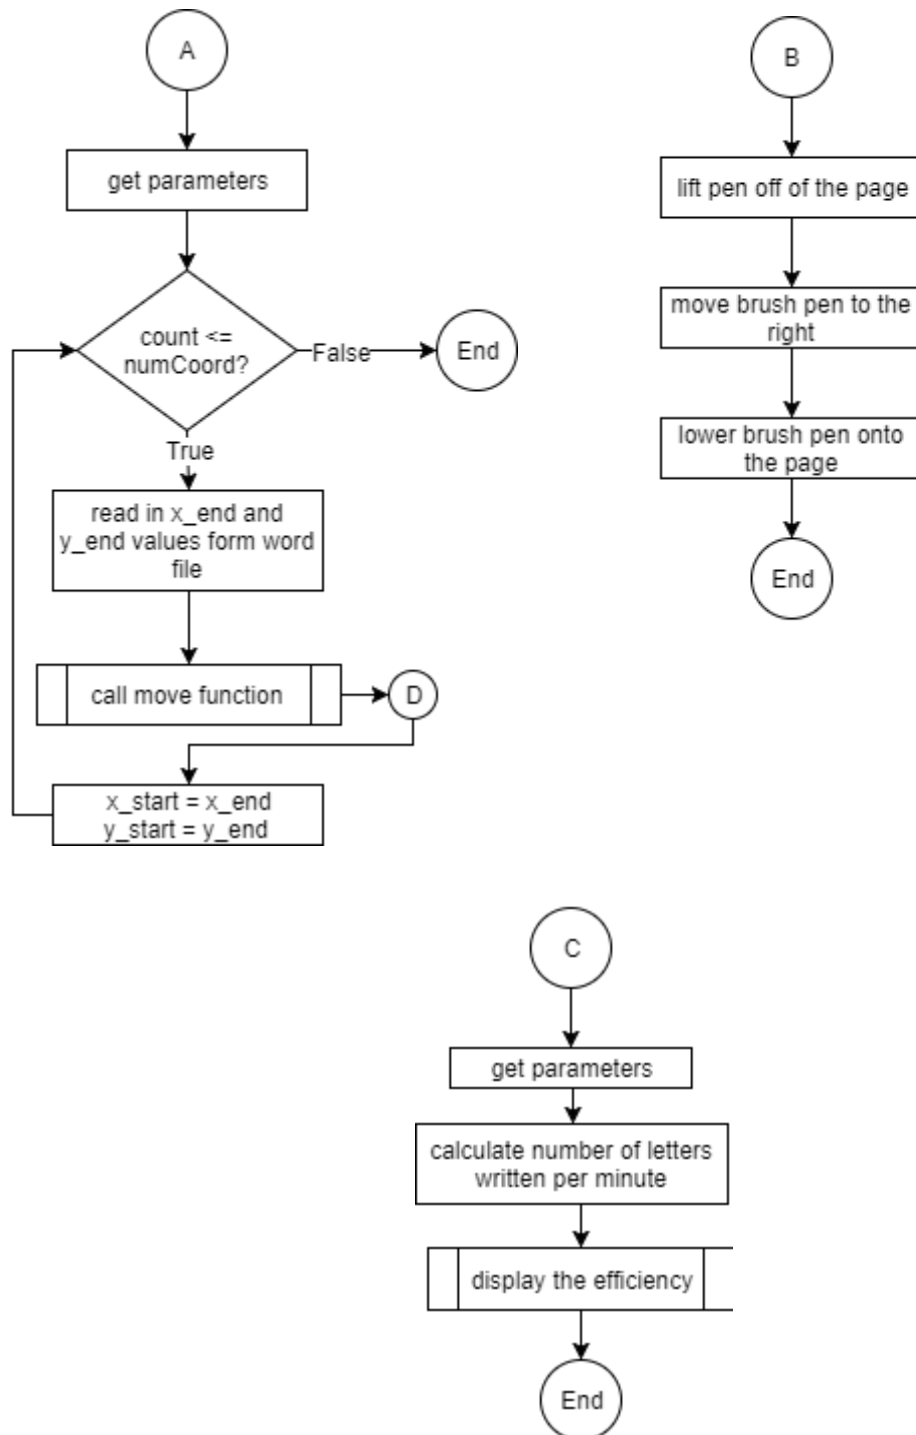 A
get parameters
count <=
numCoord?
False
End
True
read in x_end and
y_end values form word
file
call move function
D
x_start = x_end
y_start = y_end
B
lift pen off of the page
move brush pen to the
right
lower brush pen onto
the page
End
C
get parameters
calculate number of letters
written per minute
display the efficiency
End